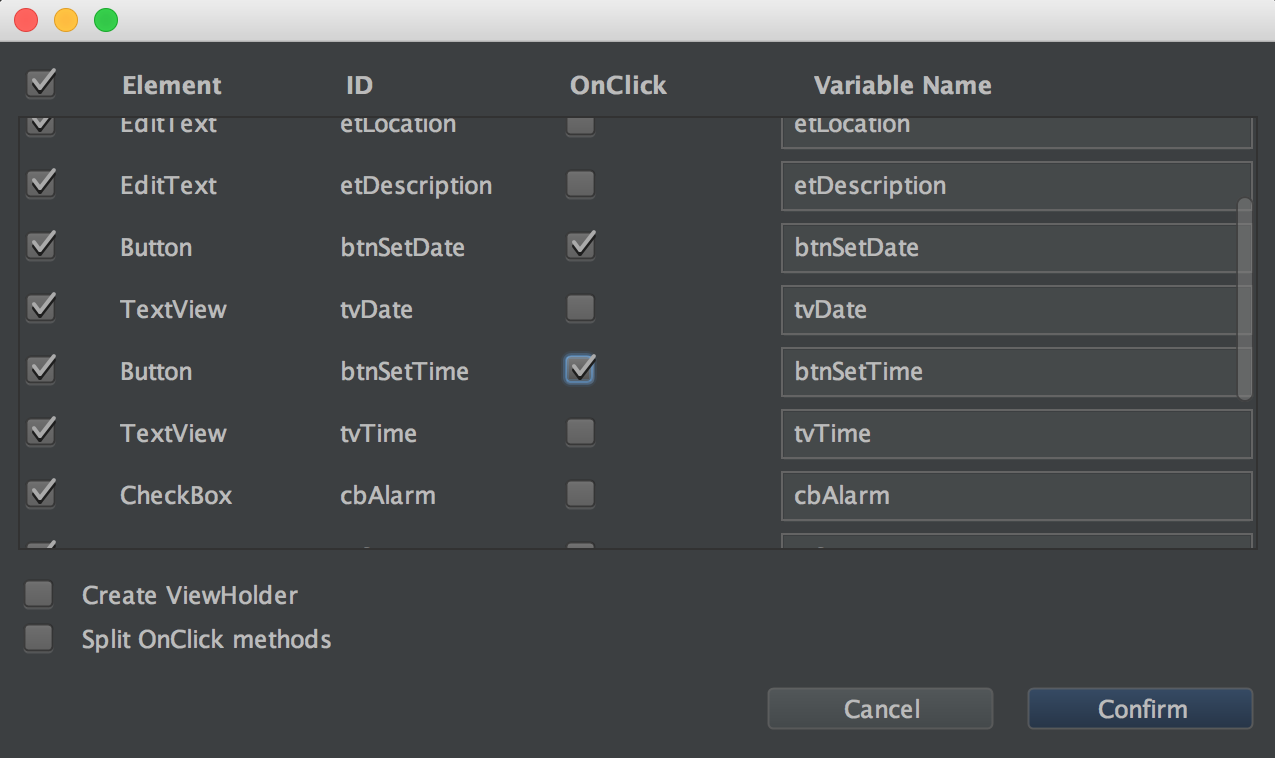 Element ID OnClick Variable Name
EditText etLocation etLocation
EditText etDescription etDescription
Button btnSetDate btnSetDate
TextView tvDate tvDate
Button btnSetTime btnSetTime
TextView tvTime tvTime
CheckBox cbAlarm cbAlarm
Create ViewHolder
Split OnClick methods
Cancel Confirm